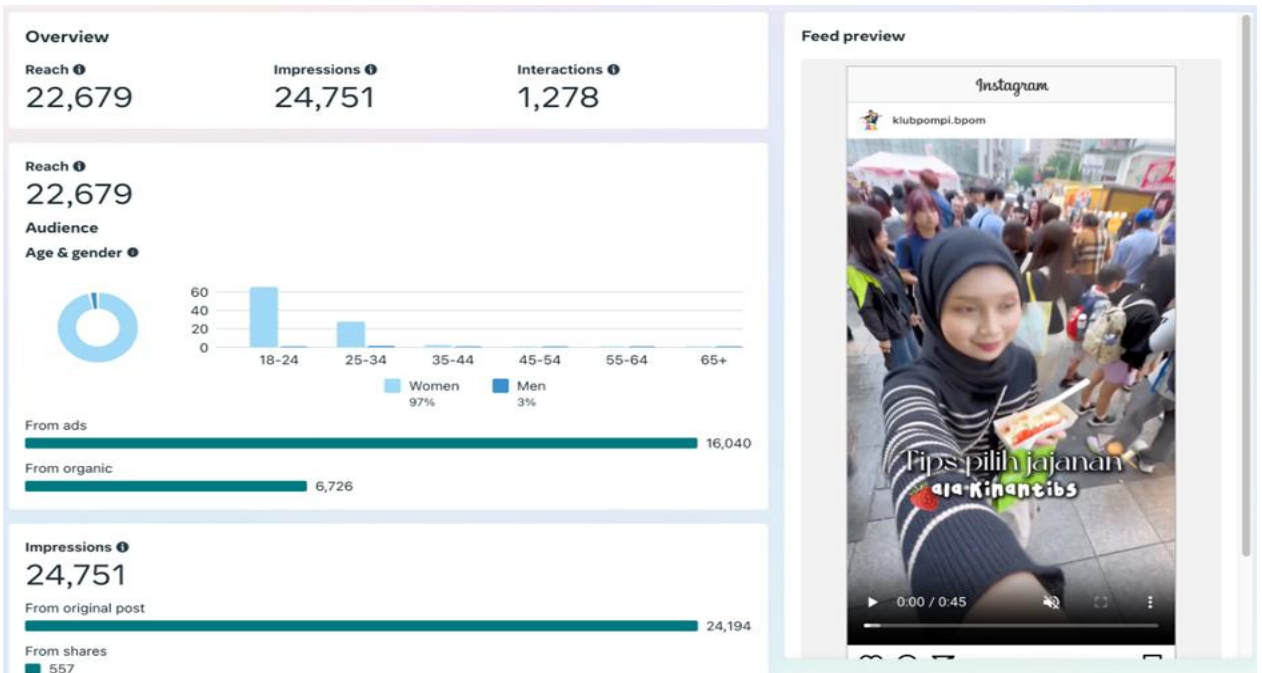 Overview
Reach
22,679
Impressions
24,751
Interactions
1,278
Reach
22,679
Audience
Age & gender
60
40
20
0
18-24 25-34 35-44 45-54 55-64 65+
Women
97%
Men
3%
From ads
16,040
From organic
6,726
Impressions
24,751
From original post
24,194
From shares
557
Feed preview
Instagram
klubpompi.bpom
Tips pilih jajanan
ala Kinantibs
0:00 / 0:45